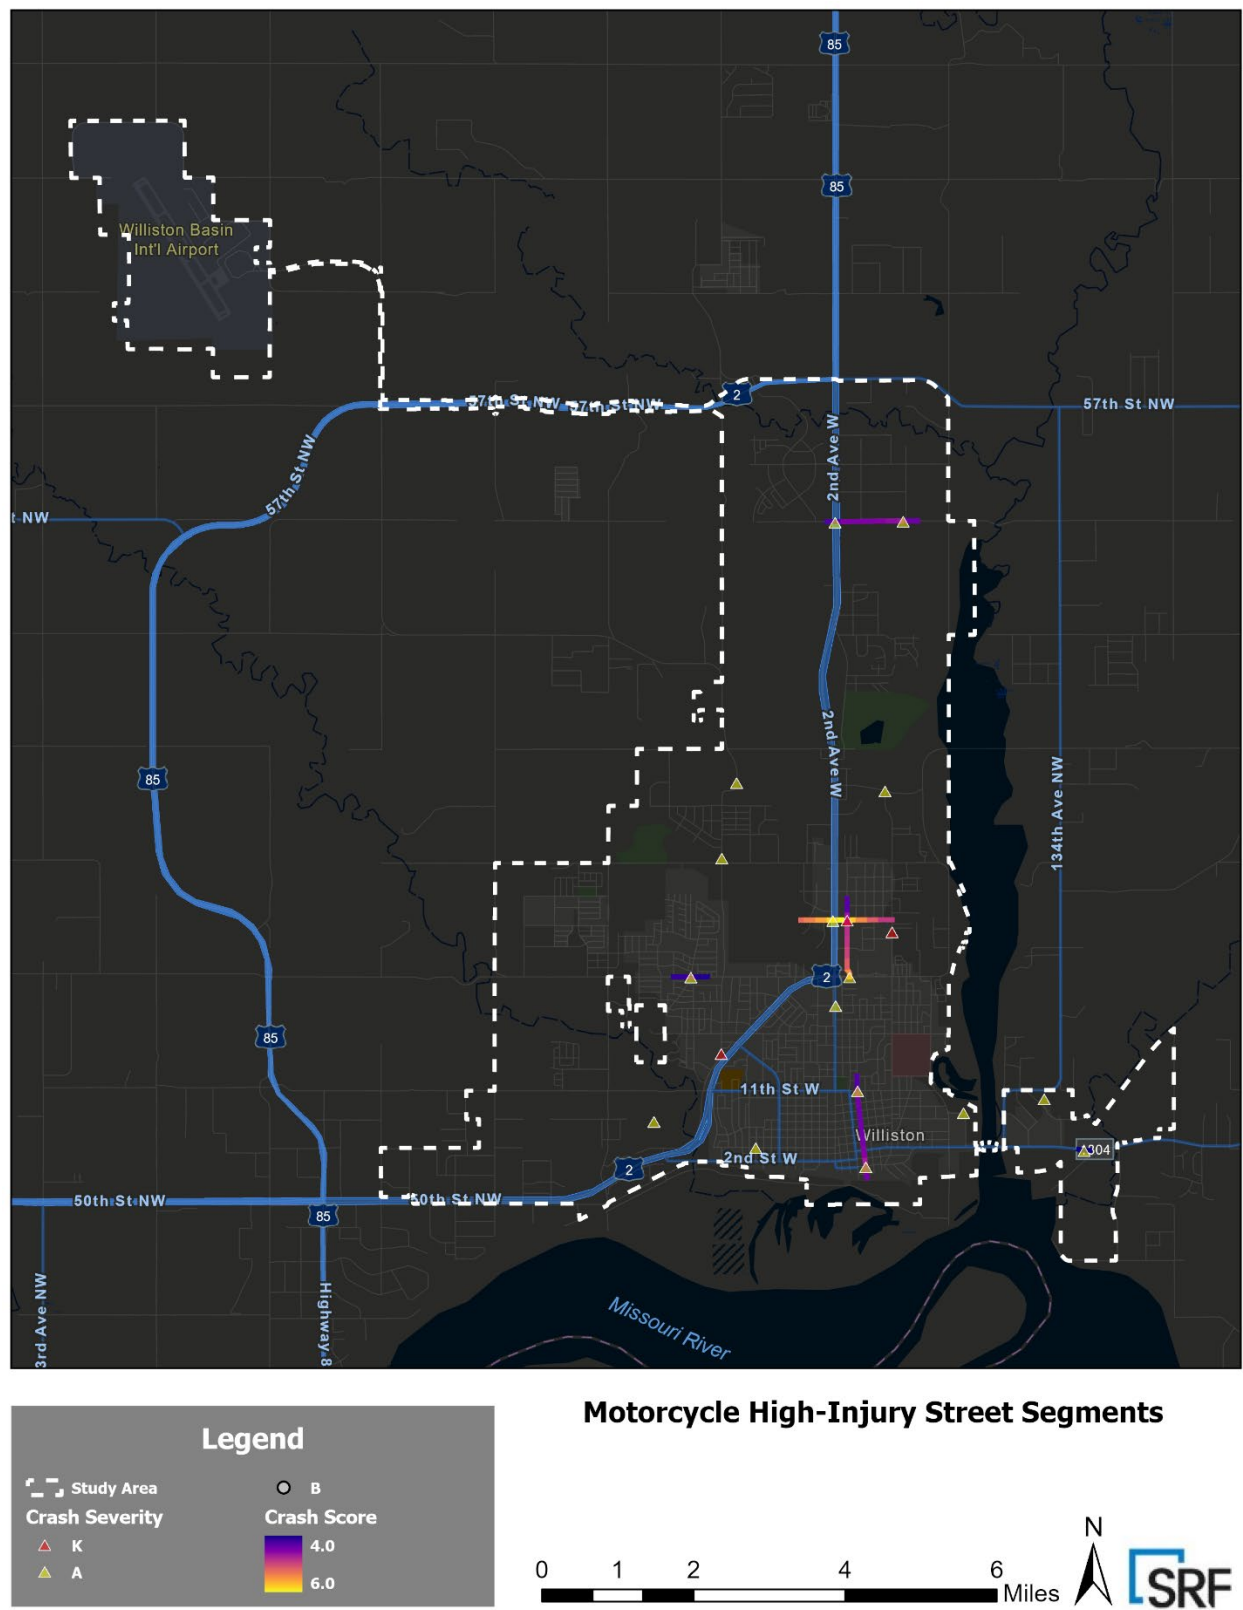 85
85
Williston Basin
Int'l Airport
2
57th St NW
57th St NW
57th St NW
57th St NW
2nd Ave W
t NW
2nd Ave W
85
134th Ave NW
2
85
11th St W
Williston
804
2nd St W
2
50th St NW
50th St NW
85
3rd Ave NW
Highway 8
Missouri River
Motorcycle High-Injury Street Segments
Legend
Study Area
B
Crash Severity
Crash Score
K
4.0
A
6.0
N
0
1
2
4
6
Miles
SRF